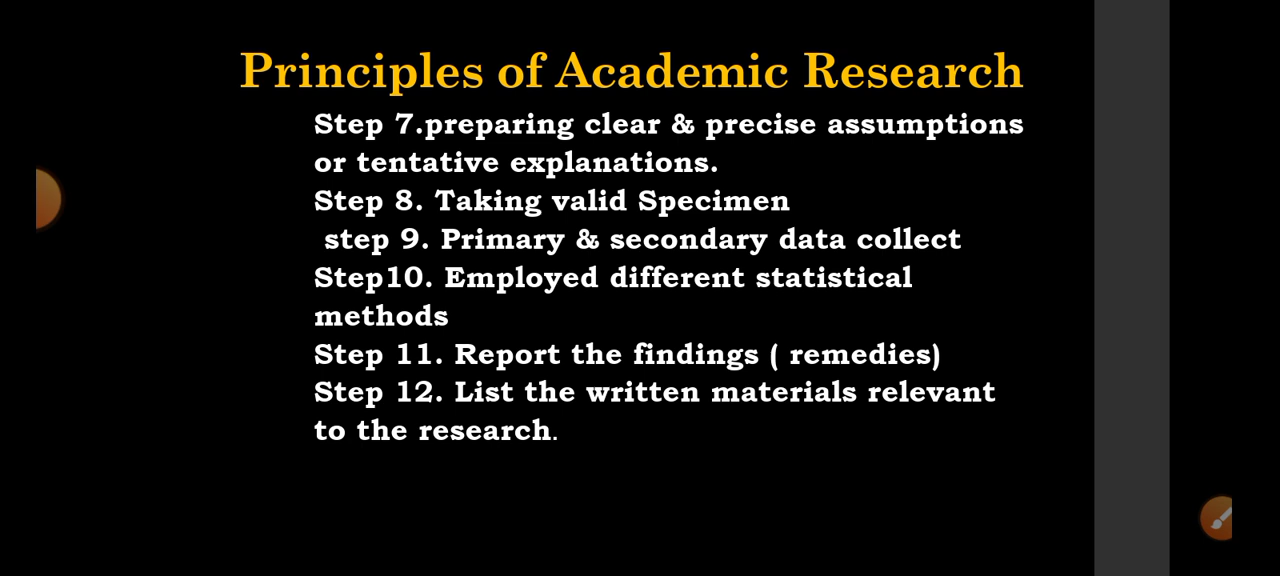 Principles of Academic Research
Step 7.preparing clear & precise assumptions
or tentative explanations.
Step 8. Taking valid Specimen
step 9. Primary & secondary data collect
Step10. Employed different statistical
methods
Step 11. Report the findings ( remedies)
Step 12. List the written materials relevant
to the research.